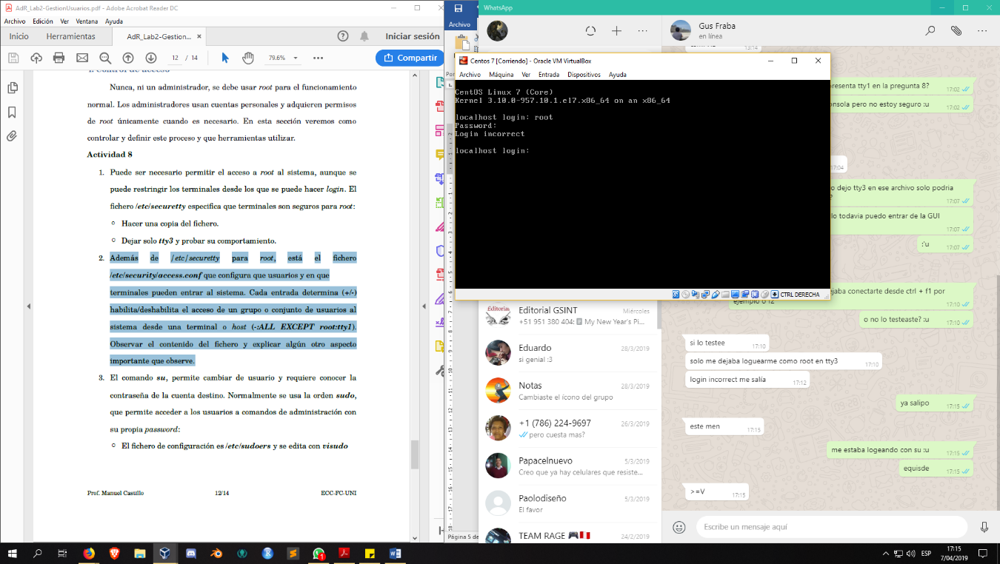 AdR_Lab2-GestionUsuarios.pdf - Adobe Acrobat Reader DC
Archivo Edición Ver Ventana Ayuda
Inicio Herramientas AdR_Lab2-Gestion... × Iniciar sesión
12 / 14 79.6% Compartir
1. Control de acceso
Nunca, ni un administrador, se debe usar root para el funcionamiento
normal. Los administradores usan cuentas personales y adquieren permisos
de root únicamente cuando es necesario. En esta sección veremos como
controlar y definir este proceso y que herramientas utilizar.
Actividad 8
1. Puede ser necesario permitir el acceso a root al sistema, aunque se
puede restringir los terminales desde los que se puede hacer login. El
fichero /etc/securetty especifica que terminales son seguros para root:
Hacer una copia del fichero.
Dejar solo tty3 y probar su comportamiento.
2. Además de /etc/securetty para root, está el fichero
/etc/security/access.conf que configura que usuarios y en que
terminales pueden entrar al sistema. Cada entrada determina (+/-)
habilita/deshabilita el acceso de un grupo o conjunto de usuarios al
sistema desde una terminal o host (-:ALL EXCEPT root:tty1).
Observar el contenido del fichero y explicar algún otro aspecto
importante que observe.
3. El comando su, permite cambiar de usuario y requiere conocer la
contraseña de la cuenta destino. Normalmente se usa la orden sudo,
que permite acceder a los usuarios a comandos de administración con
su propia password:
El fichero de configuración es /etc/sudoers y se edita con visudo
Prof. Manuel Castillo 12/14 ECC-FC-UNI
Archivo
Página 5 de
WhatsApp
Gus Fraba
en línea
13:14
presenta tty1 en la pregunta 8?
17:02
onsola pero no estoy seguro :u
17:02
17:04
o dejo tty3 en ese archivo solo podria
?
17:07
lo todavia puedo entrar de la GUI
17:07
:'u
17:07
ejaba conectarte desde ctrl + f1 por
ejemplo o f2
17:10
o no lo testeaste? :u
17:10
si lo testee
17:10
solo me dejaba loguearme como root en tty3
17:10
login incorrect me salía
17:12
ya salipo
17:15
este men
17:15
me estaba logeando con su :u
17:15
equisde
17:15
>=V
17:15
Escribe un mensaje aquí
Centos 7 [Corriendo] - Oracle VM VirtualBox
Archivo Máquina Ver Entrada Dispositivos Ayuda
CentOS Linux 7 (Core)
Kernel 3.10.0-957.10.1.el7.x86_64 on an x86_64
localhost login: root
Password:
Login incorrect
localhost login:
CTRL DERECHA
Editorial
Editorial GSINT Miércoles
+51 951 380 404: My New Year's Pi...
Eduardo 28/3/2019
si genial :3
Notas 28/3/2019
Cambiaste el ícono del grupo
+1 (786) 224-9697 26/3/2019
pero cuesta mas?
Papacelnuevo 5/3/2019
Creo que ya hay celulares que resiste...
Paolodiseño 5/3/2019
El favor
TEAM RAGE 24/2/2019
1
ESP
17:15
7/04/2019